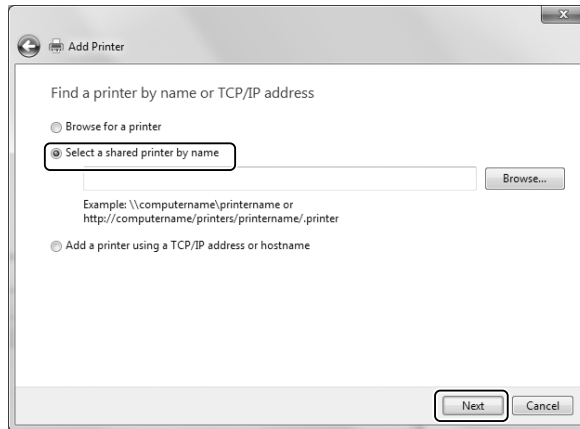 Add Printer
Find a printer by name or TCP/IP address
Browse for a printer
Select a shared printer by name
Browse...
Example: \\computername\printername or
http://computername/printers/printername/.printer
Add a printer using a TCP/IP address or hostname
Next
Cancel